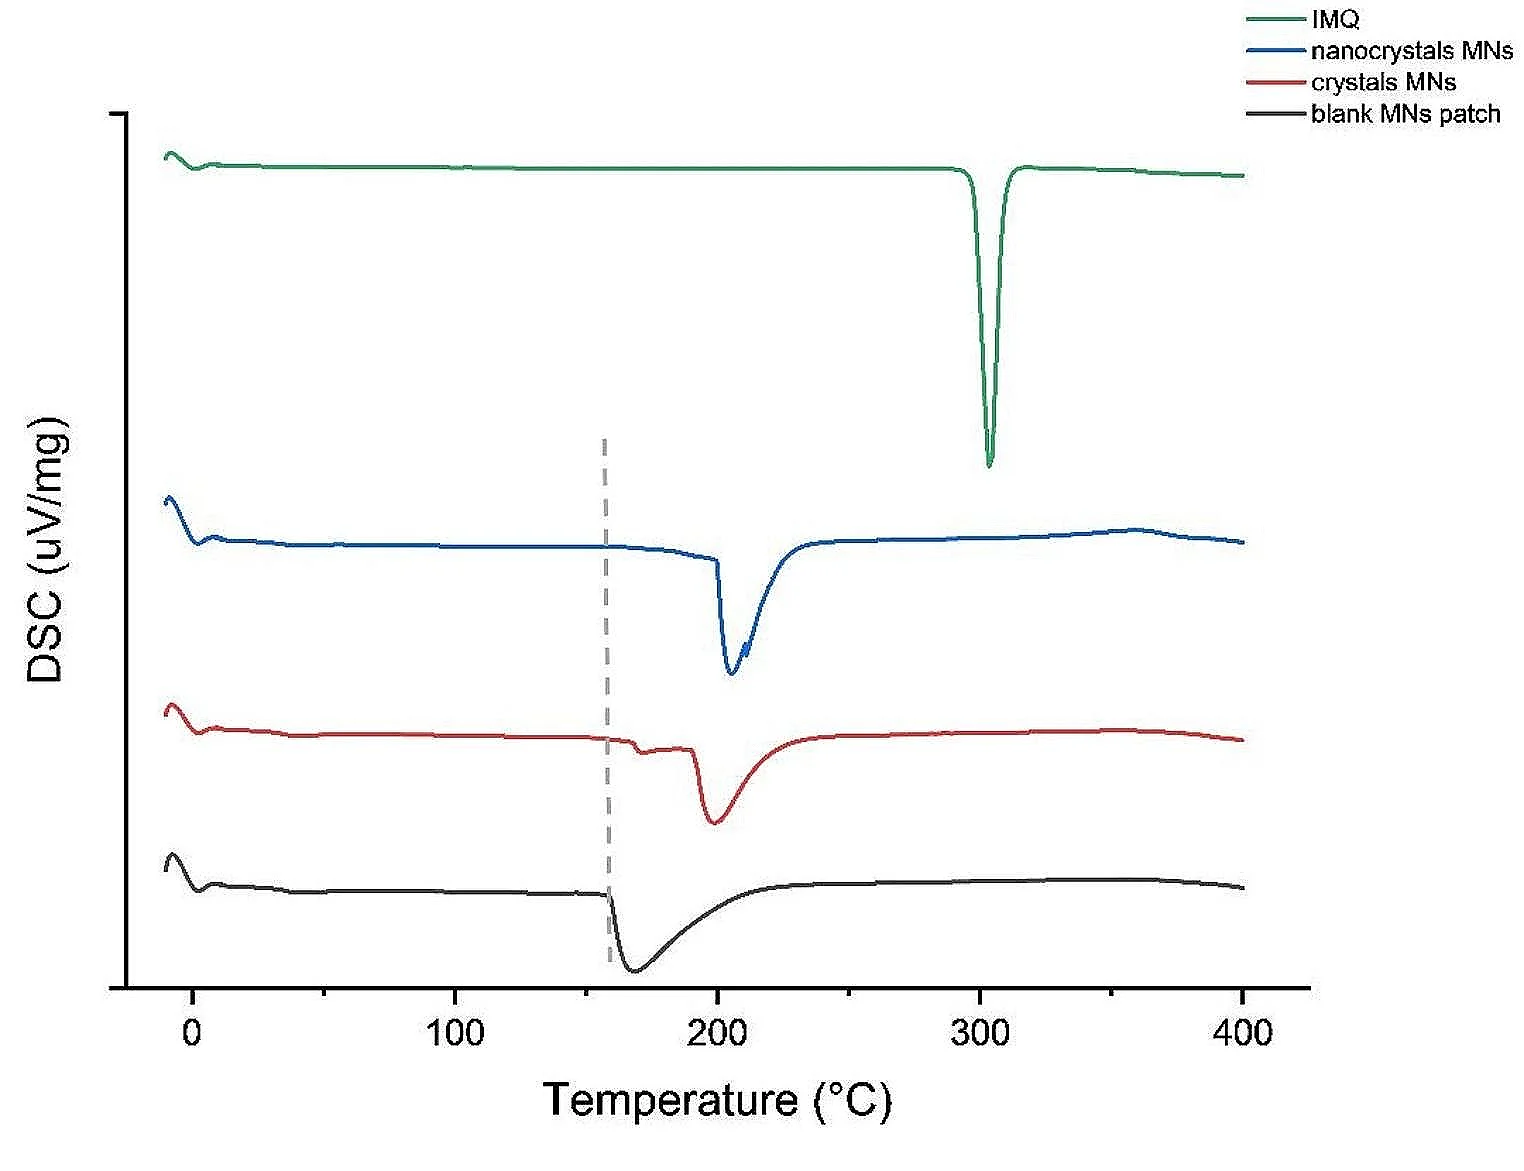 IMQ
nanocrystals MNs
crystals MNs
blank MNs patch
DSC (uV/mg)
0 100 200 300 400
Temperature (°C)